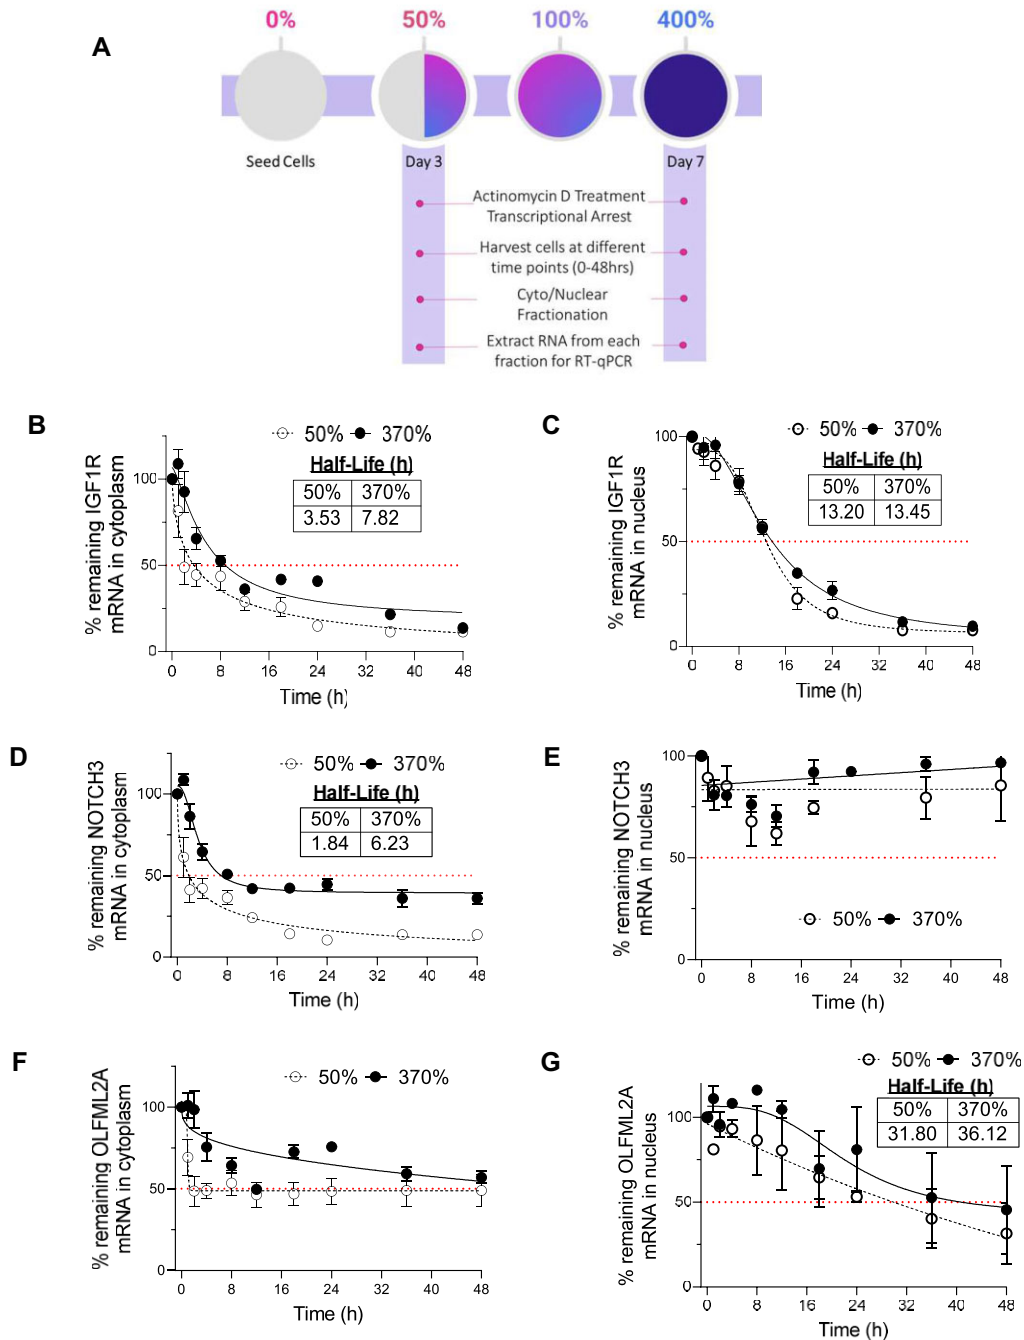 A
0% 50% 100% 400%
Seed Cells Day 3 Day 7
Actinomycin D Treatment
Transcriptional Arrest
Harvest cells at different
time points (0-48hrs)
Cyto/Nuclear
Fractionation
Extract RNA from each
fraction for RT-qPCR
B
50% 370%
Half-Life (h)
50% 370%
3.53 7.82
% remaining IGF1R
mRNA in cytoplasm
100
50
0
0 8 16 24 32 40 48
Time (h)
C
50% 370%
Half-Life (h)
50% 370%
13.20 13.45
% remaining IGF1R
mRNA in nucleus
100
50
0
0 8 16 24 32 40 48
Time (h)
D
50% 370%
Half-Life (h)
50% 370%
1.84 6.23
% remaining NOTCH3
mRNA in cytoplasm
100
50
0
0 8 16 24 32 40 48
Time (h)
E
% remaining NOTCH3
mRNA in nucleus
100
50
0
50% 370%
0 8 16 24 32 40 48
Time (h)
F
50% 370%
% remaining OLFML2A
mRNA in cytoplasm
100
50
0
0 8 16 24 32 40 48
Time (h)
G
50% 370%
Half-Life (h)
50% 370%
31.80 36.12
% remaining OLFML2A
mRNA in nucleus
100
50
0
0 8 16 24 32 40 48
Time (h)